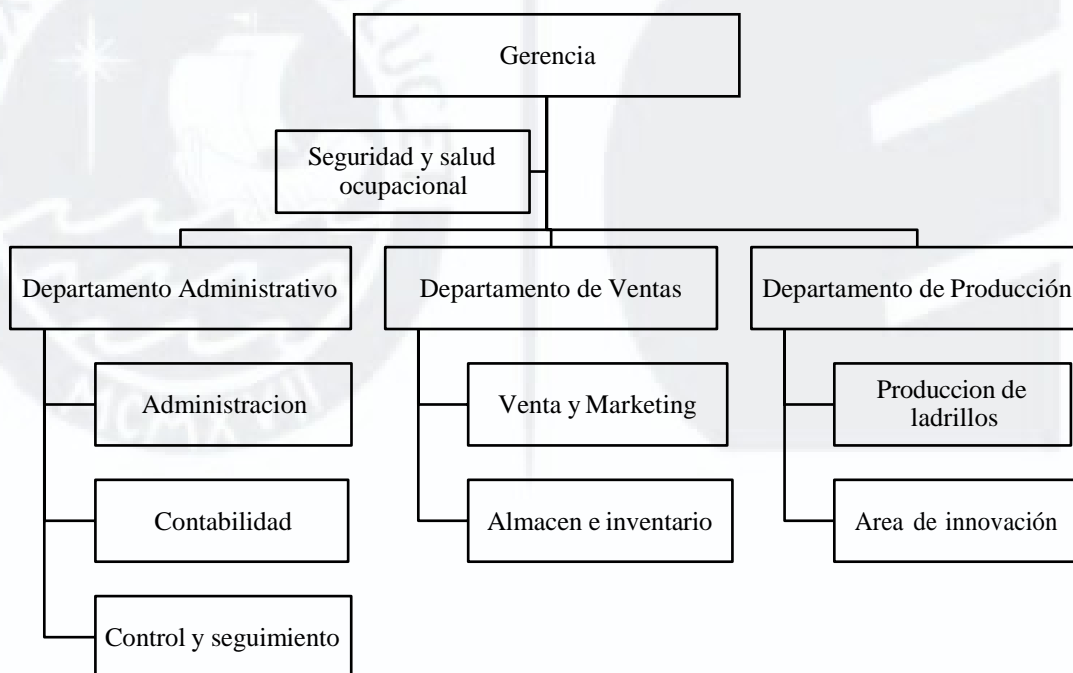 Gerencia
Seguridad y salud
ocupacional
Departamento Administrativo
Departamento de Ventas
Departamento de Producción
Administracion
Venta y Marketing
Produccion de
ladrillos
Contabilidad
Almacen e inventario
Area de innovación
Control y seguimiento